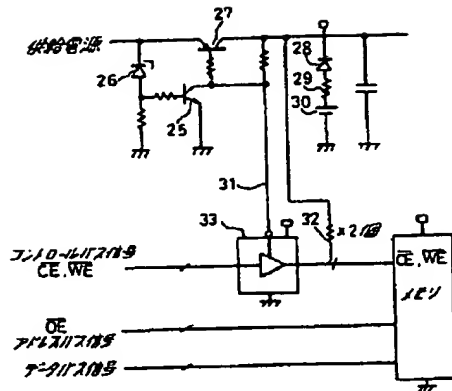 27
供給電源
26
28
29
30
25
31
33
32
×2個
コントロールバス信号
CE, WE
CE, WE
メモリ
OE
アドレスバス信号
データバス信号